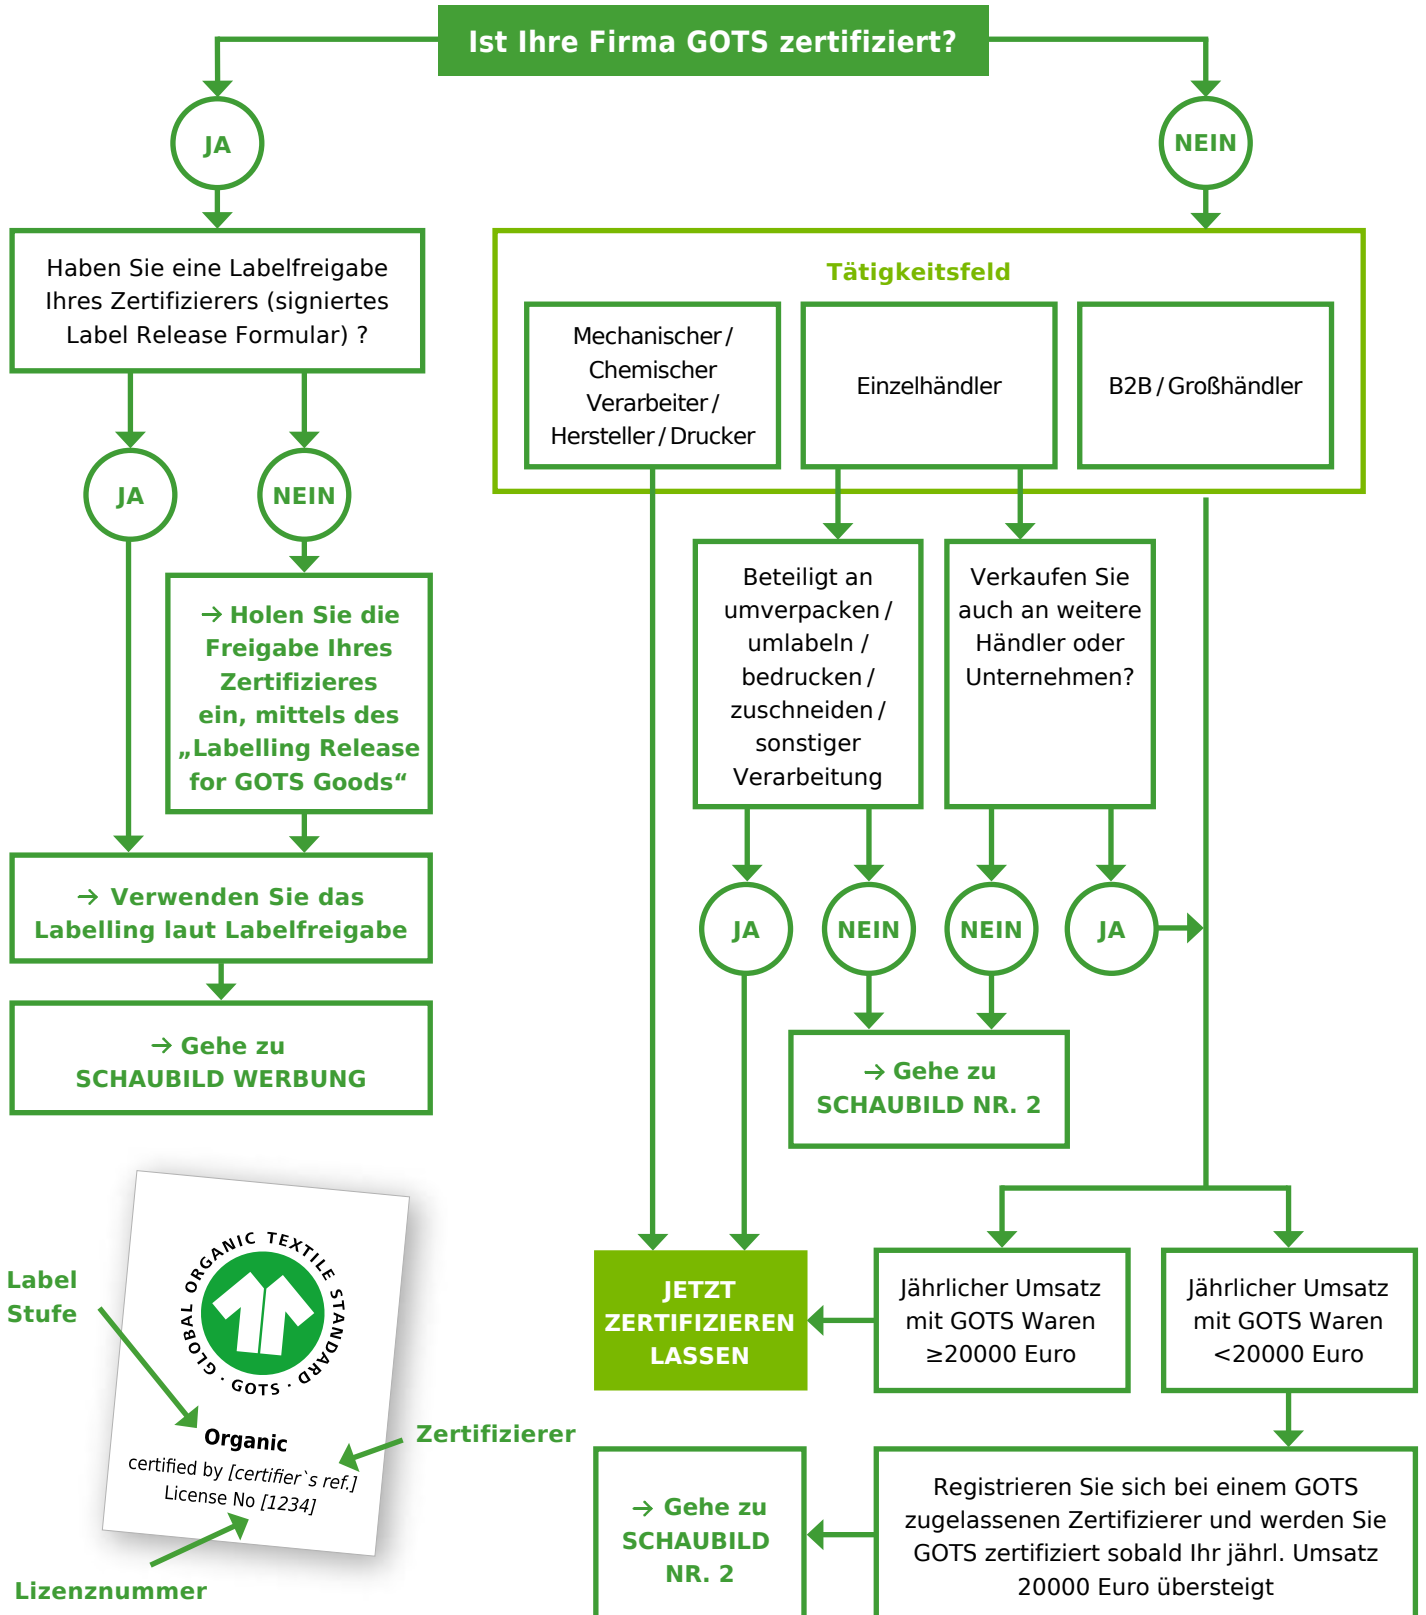 Ist Ihre Firma GOTS zertifiziert?
JA
NEIN
Haben Sie eine Labelfreigabe
Ihres Zertifizierers (signiertes
Label Release Formular) ?
JA
NEIN
→ Holen Sie die
Freigabe Ihres
Zertifizieres
ein, mittels des
„Labelling Release
for GOTS Goods“
→ Verwenden Sie das
Labelling laut Labelfreigabe
→ Gehe zu
SCHAUBILD WERBUNG
Tätigkeitsfeld
Mechanischer /
Chemischer
Verarbeiter /
Hersteller / Drucker
Einzelhändler
B2B / Großhändler
Beteiligt an
umverpacken /
umlabeln /
bedrucken /
zuschneiden /
sonstiger
Verarbeitung
Verkaufen Sie
auch an weitere
Händler oder
Unternehmen?
JA
NEIN
NEIN
JA
→ Gehe zu
SCHAUBILD NR. 2
JETZT
ZERTIFIZIEREN
LASSEN
Jährlicher Umsatz
mit GOTS Waren
≥20000 Euro
Jährlicher Umsatz
mit GOTS Waren
<20000 Euro
→ Gehe zu
SCHAUBILD
NR. 2
Registrieren Sie sich bei einem GOTS
zugelassenen Zertifizierer und werden Sie
GOTS zertifiziert sobald Ihr jährl. Umsatz
20000 Euro übersteigt
GLOBAL ORGANIC TEXTILE STANDARD · GOTS ·
Label
Stufe
Organic
Zertifizierer
certified by [certifier`s ref.]
License No [1234]
Lizenznummer